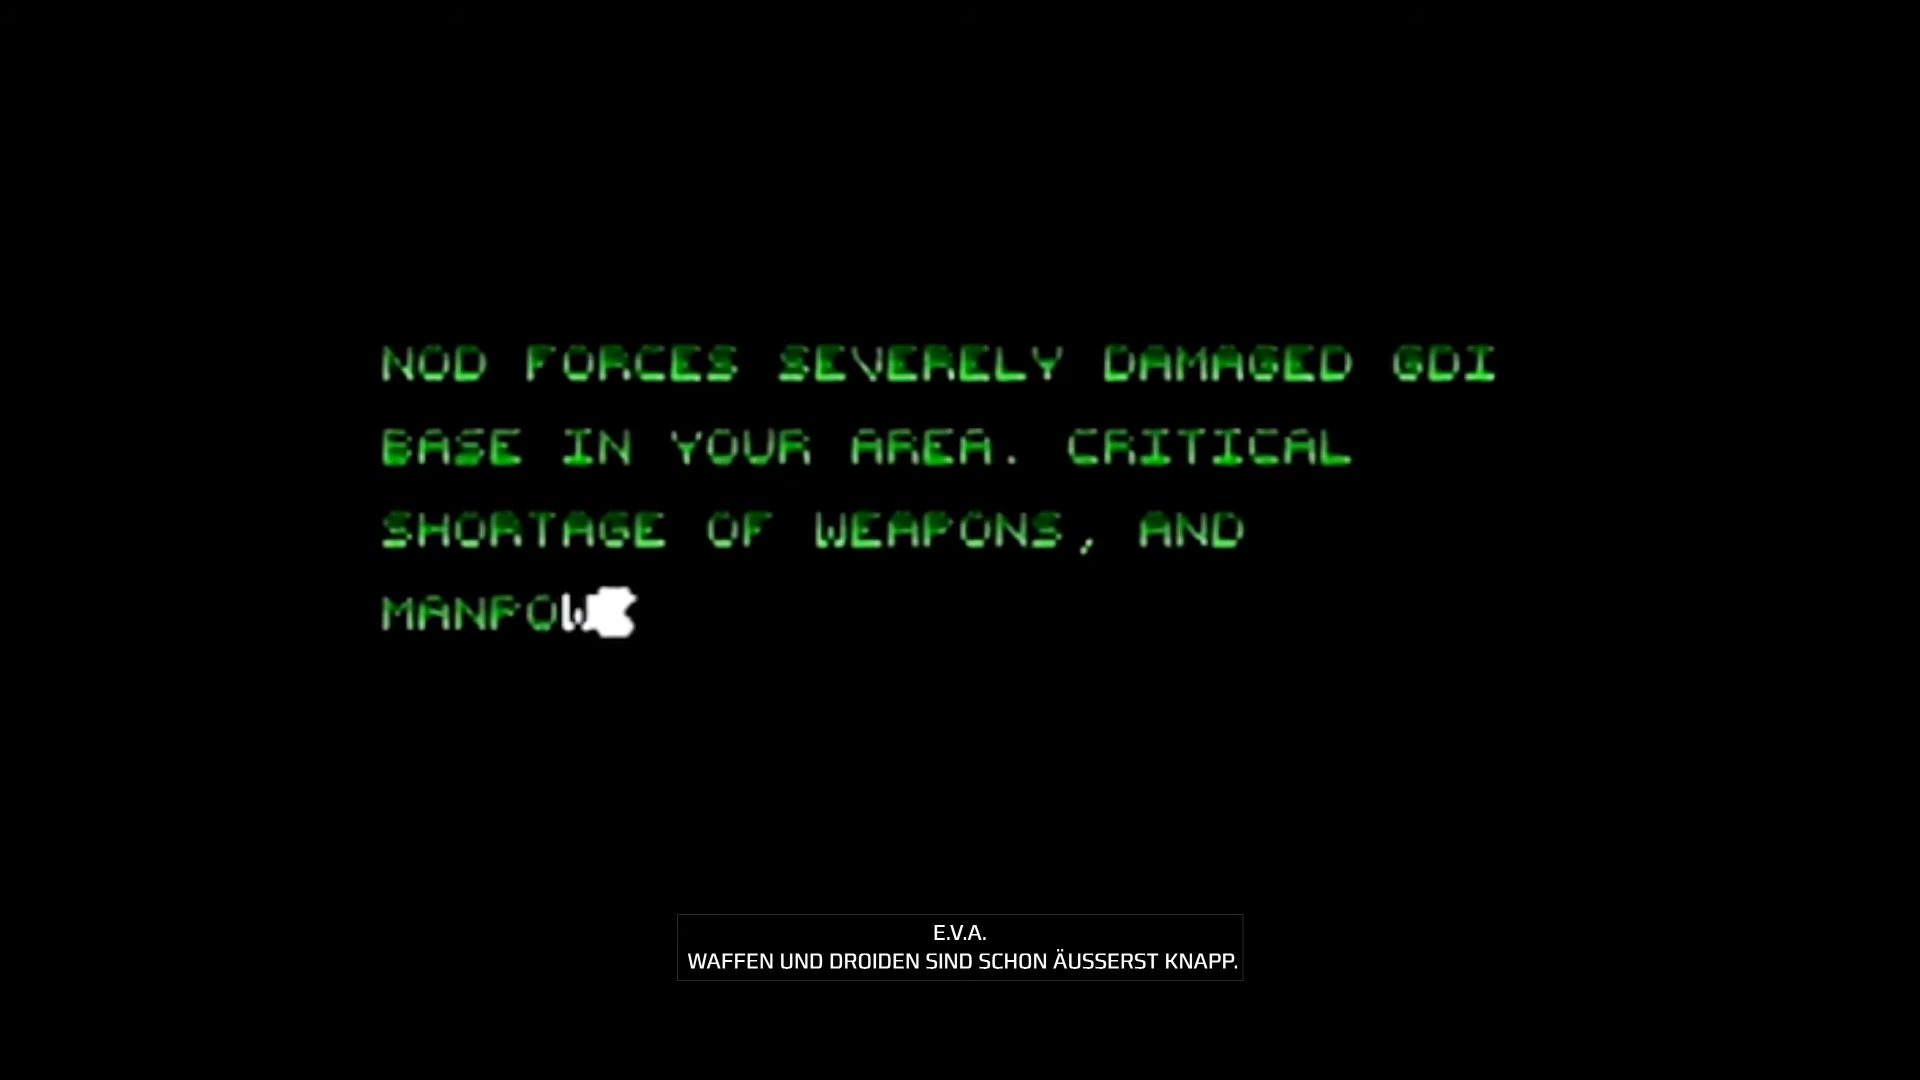 NOD FORCES SEVERELY DAMAGED GDI
BASE IN YOUR AREA. CRITICAL
SHORTAGE OF WEAPONS, AND
MANPOW
E.V.A.
WAFFEN UND DROIDEN SIND SCHON ÄUSSERST KNAPP.